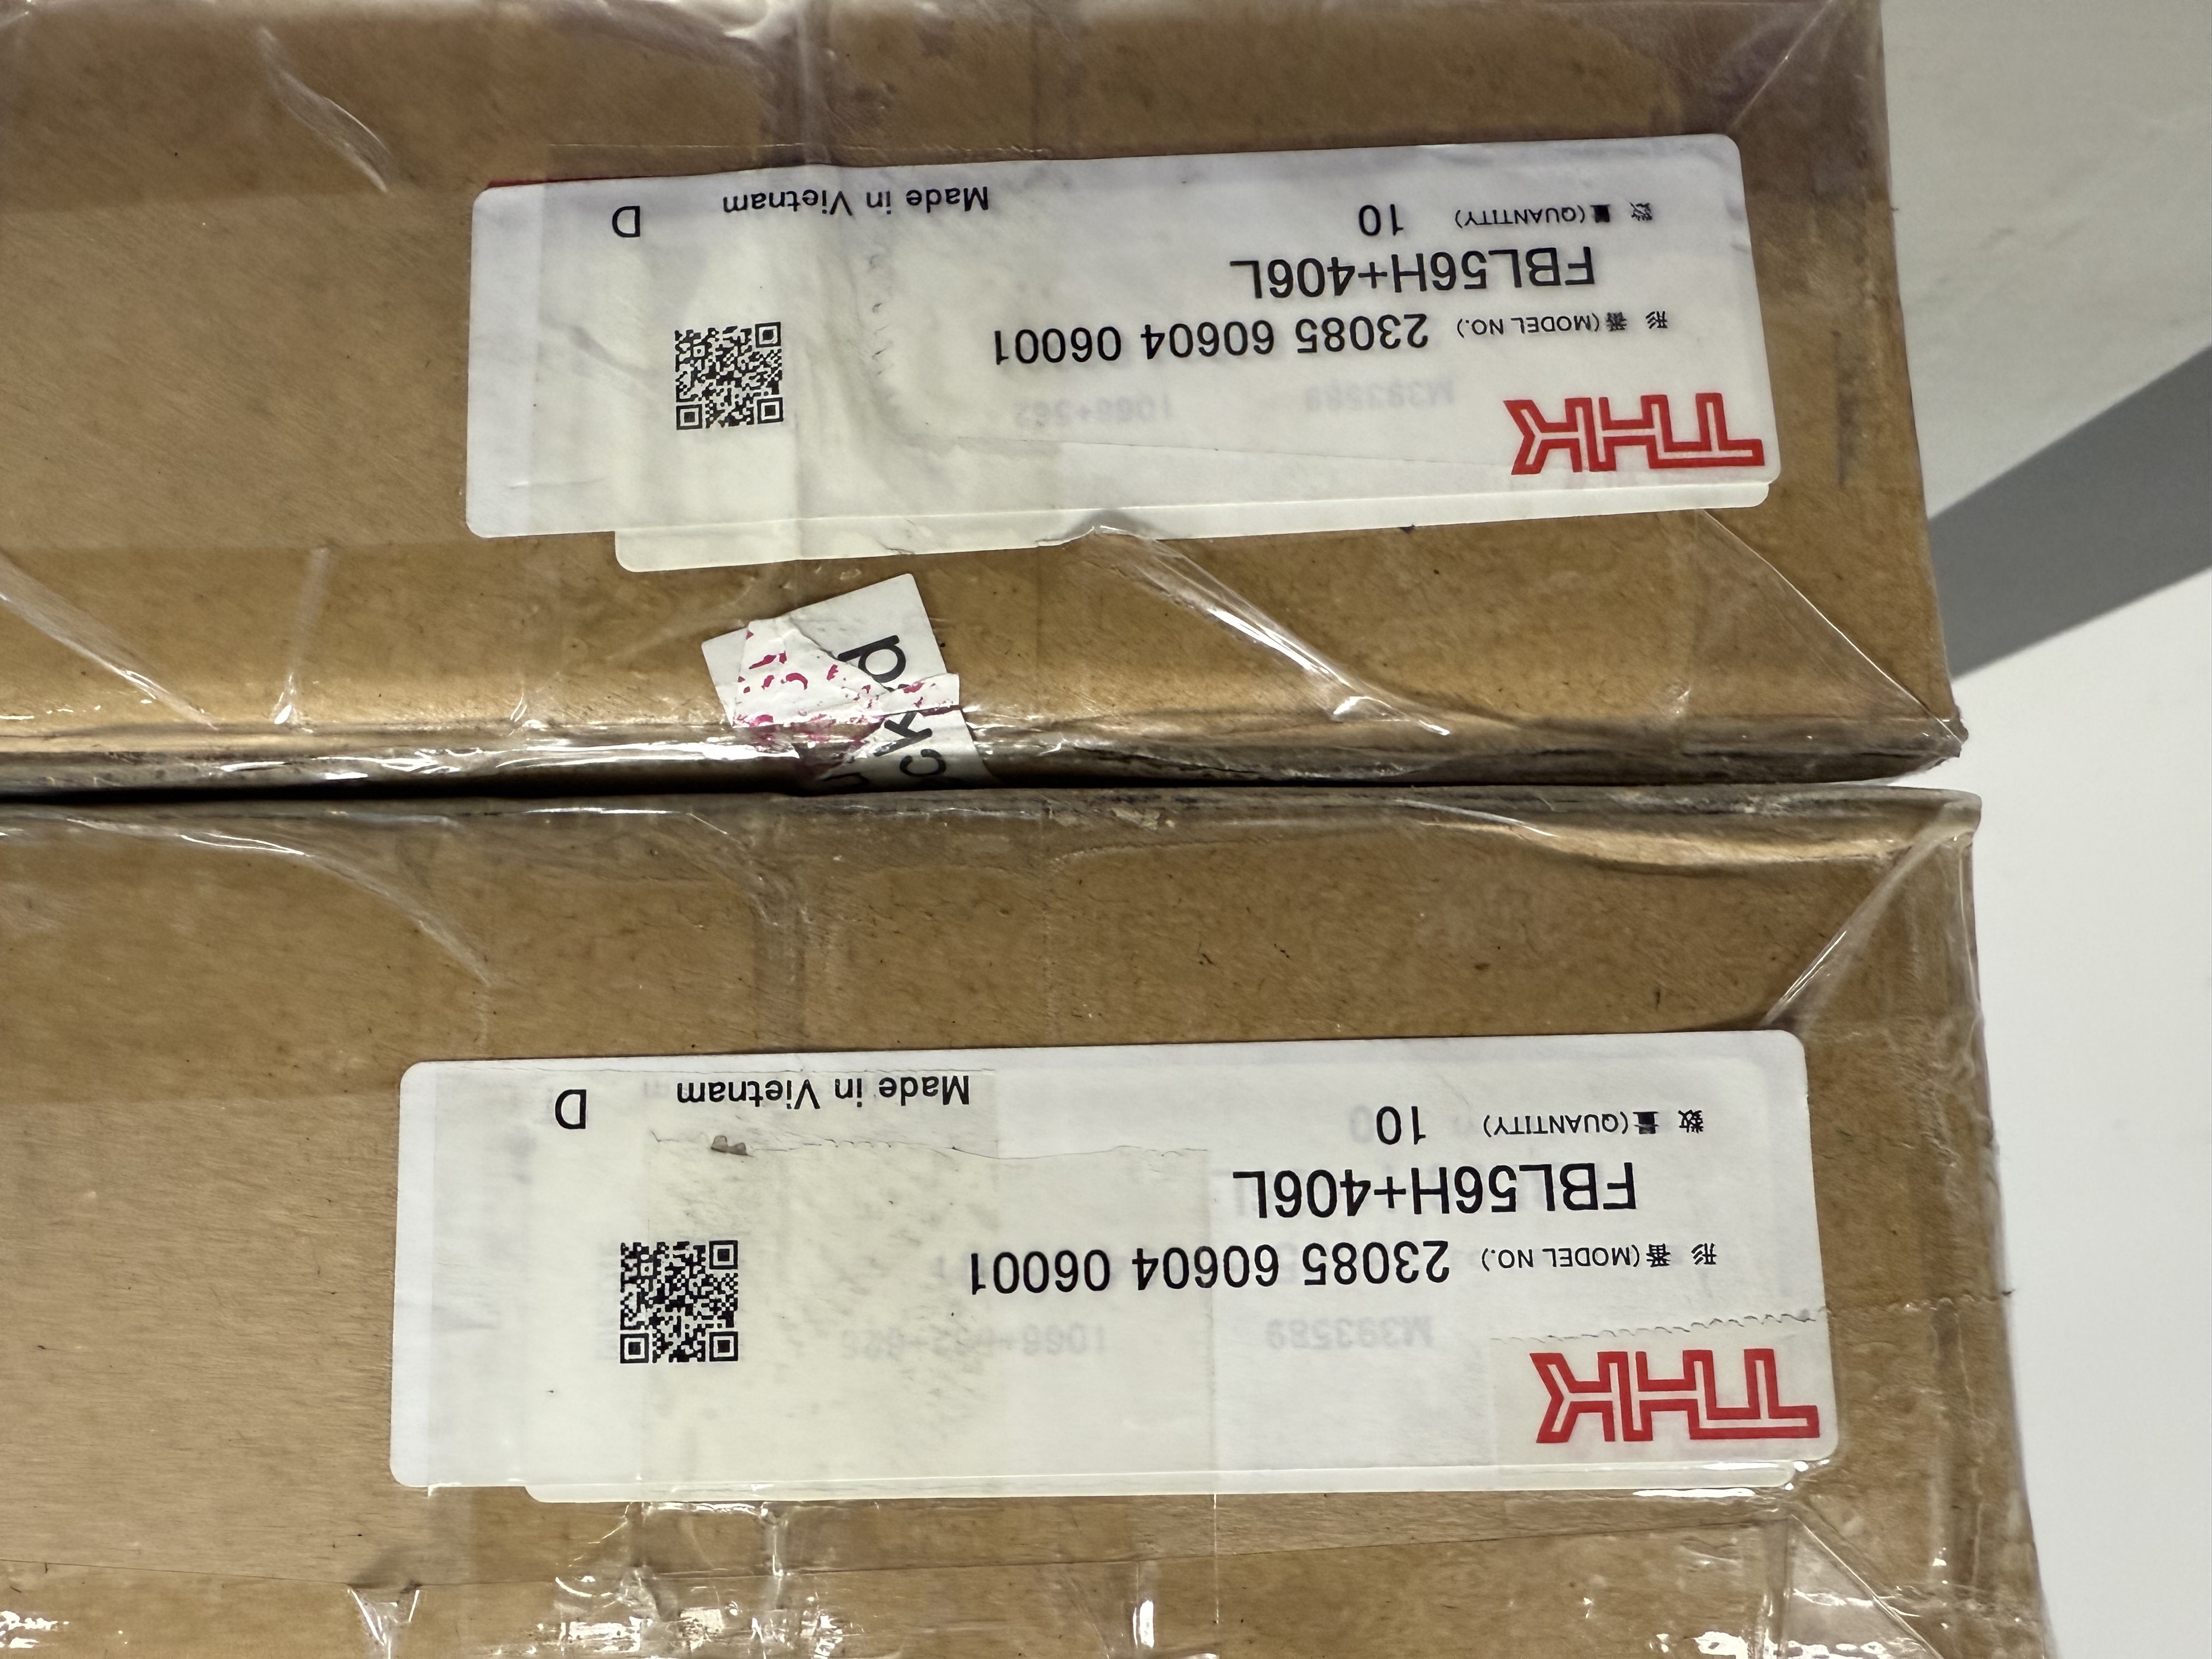 THK
形 番(MODEL NO.) 23085 60604 06001
FBL56H+406L
数 量(QUANTITY) 10
Made in Vietnam
D
THK
形 番(MODEL NO.) 23085 60604 06001
FBL56H+406L
数 量(QUANTITY) 10
Made in Vietnam
D
M383589